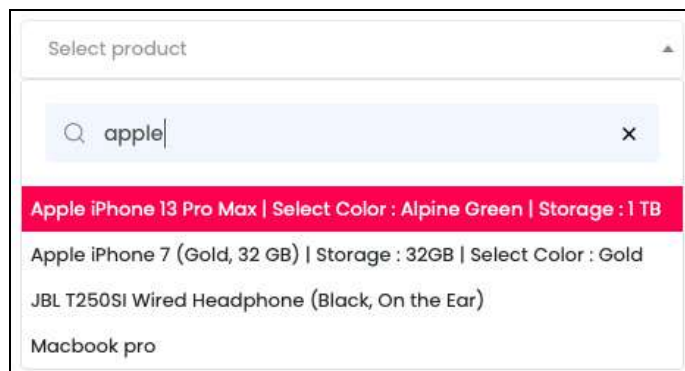 Select product
apple
Apple iPhone 13 Pro Max | Select Color : Alpine Green | Storage : 1 TB
Apple iPhone 7 (Gold, 32 GB) | Storage : 32GB | Select Color : Gold
JBL T250SI Wired Headphone (Black, On the Ear)
Macbook pro